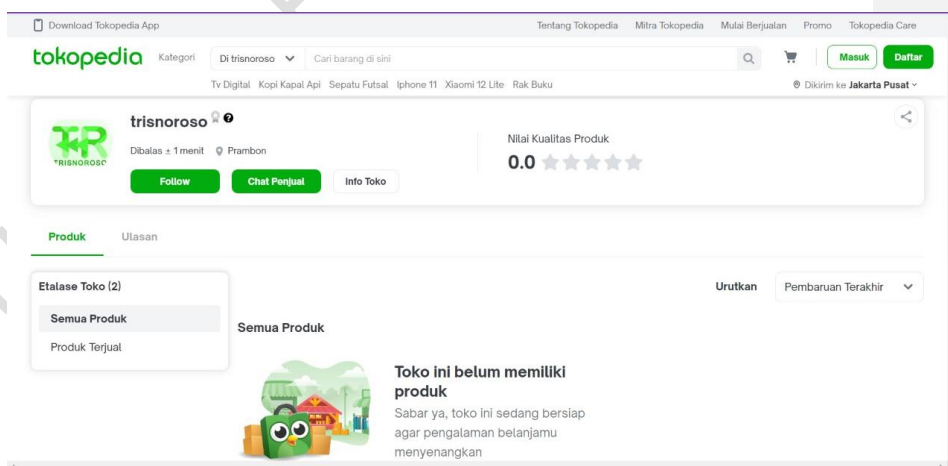 Download Tokopedia App
Tentang Tokopedia Mitra Tokopedia Mulai Berjualan Promo Tokopedia Care
tokopedia Kategori Di trisnoroso Cari barang di sini Masuk Daftar
Tv Digital Kopi Kapal Api Sepatu Futsal Iphone 11 Xiaomi 12 Lite Rak Buku
Dikirim ke Jakarta Pusat
TRISNOROSO
trisnoroso
Dibalas ± 1 menit Prambon
Follow Chat Penjual Info Toko
Nilai Kualitas Produk
0.0
Produk Ulasan
Etalase Toko (2)
Semua Produk
Produk Terjual
Urutkan Pembaruan Terakhir
Semua Produk
Toko ini belum memiliki
produk
Sabar ya, toko ini sedang bersiap
agar pengalaman belanjamu
menyenangkan